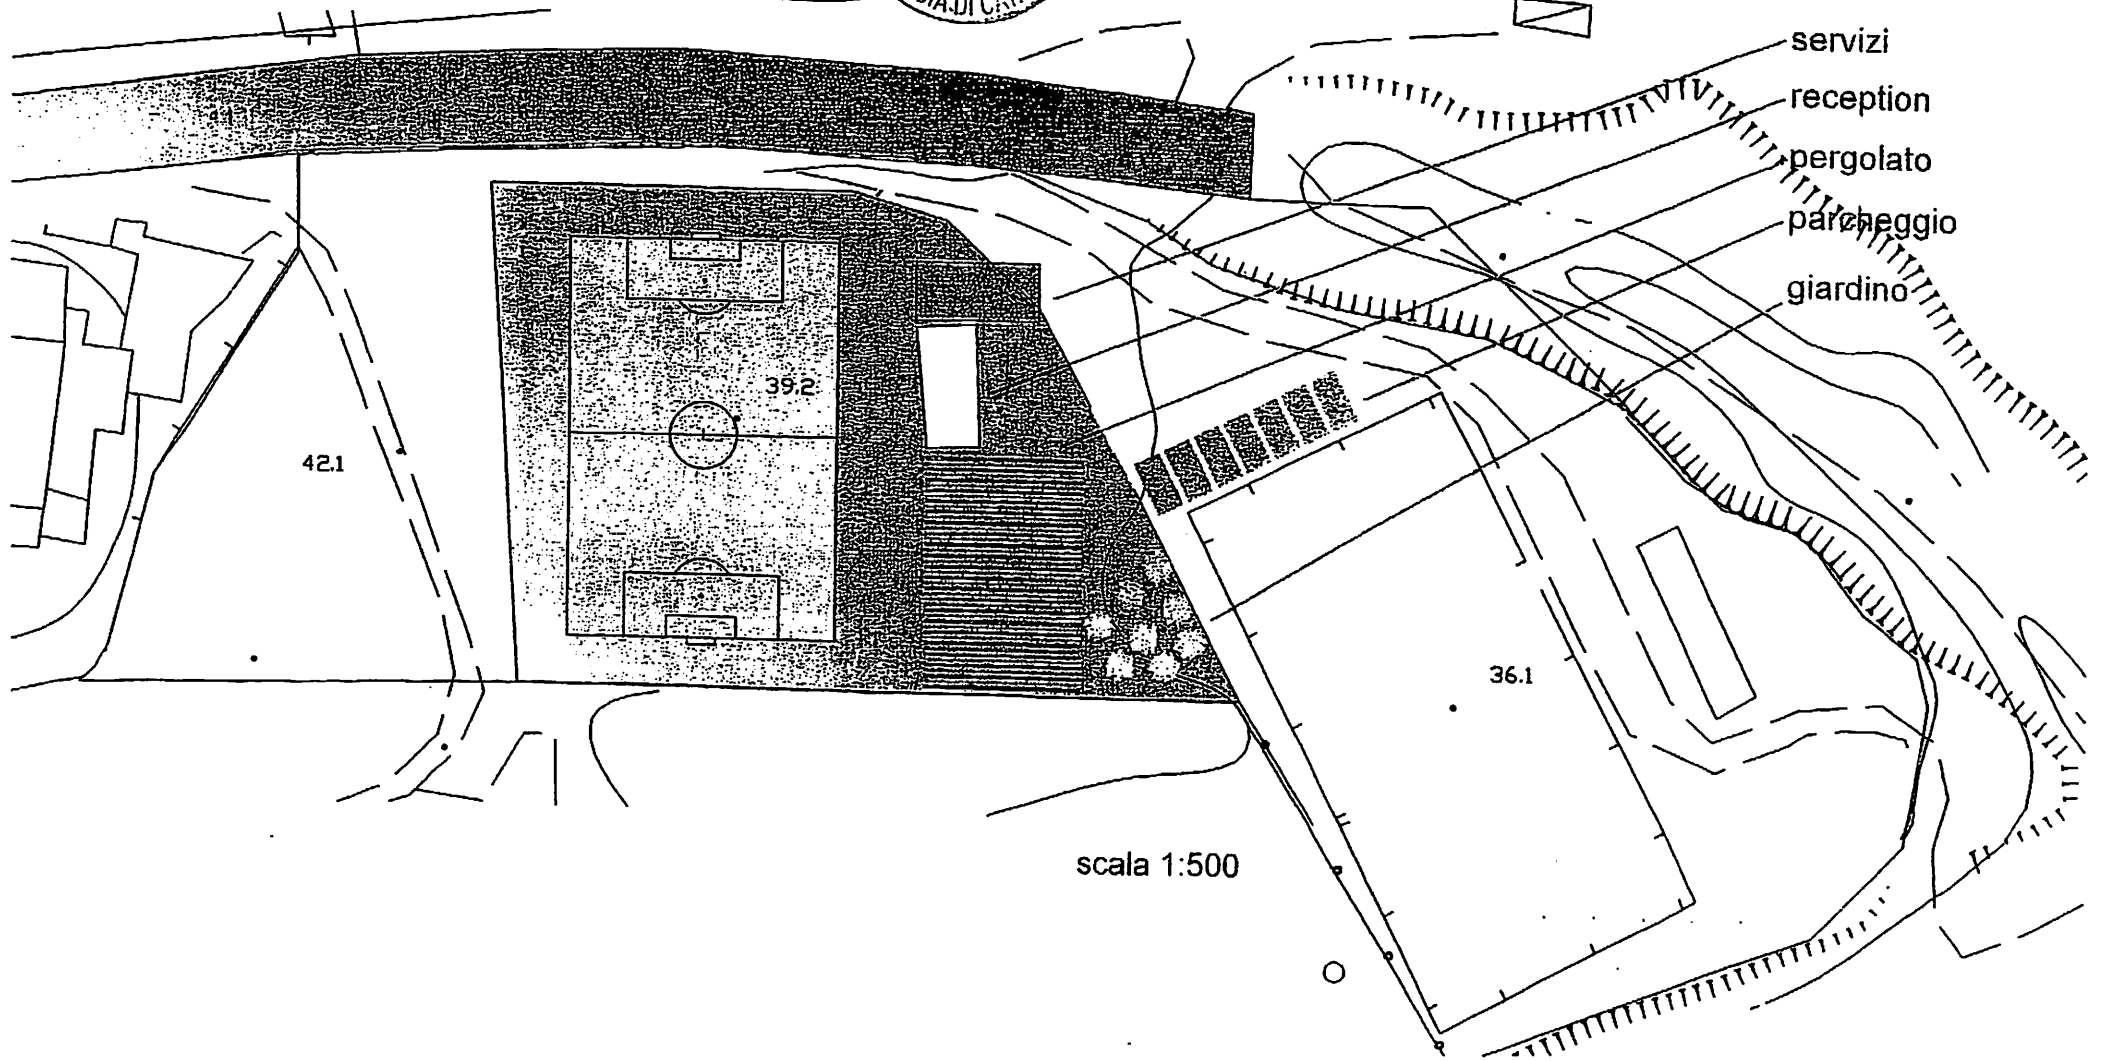 servizi
reception
pergolato
parcheggio
giardino
39.2
42.1
36.1
scala 1:500